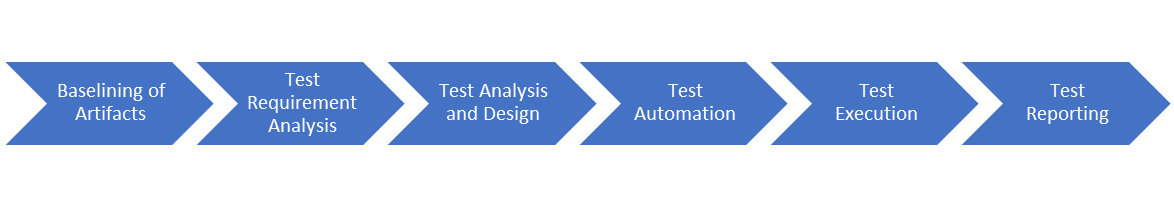 Baselining of
Artifacts
Test
Requirement
Analysis
Test Analysis
and Design
Test
Automation
Test
Execution
Test
Reporting